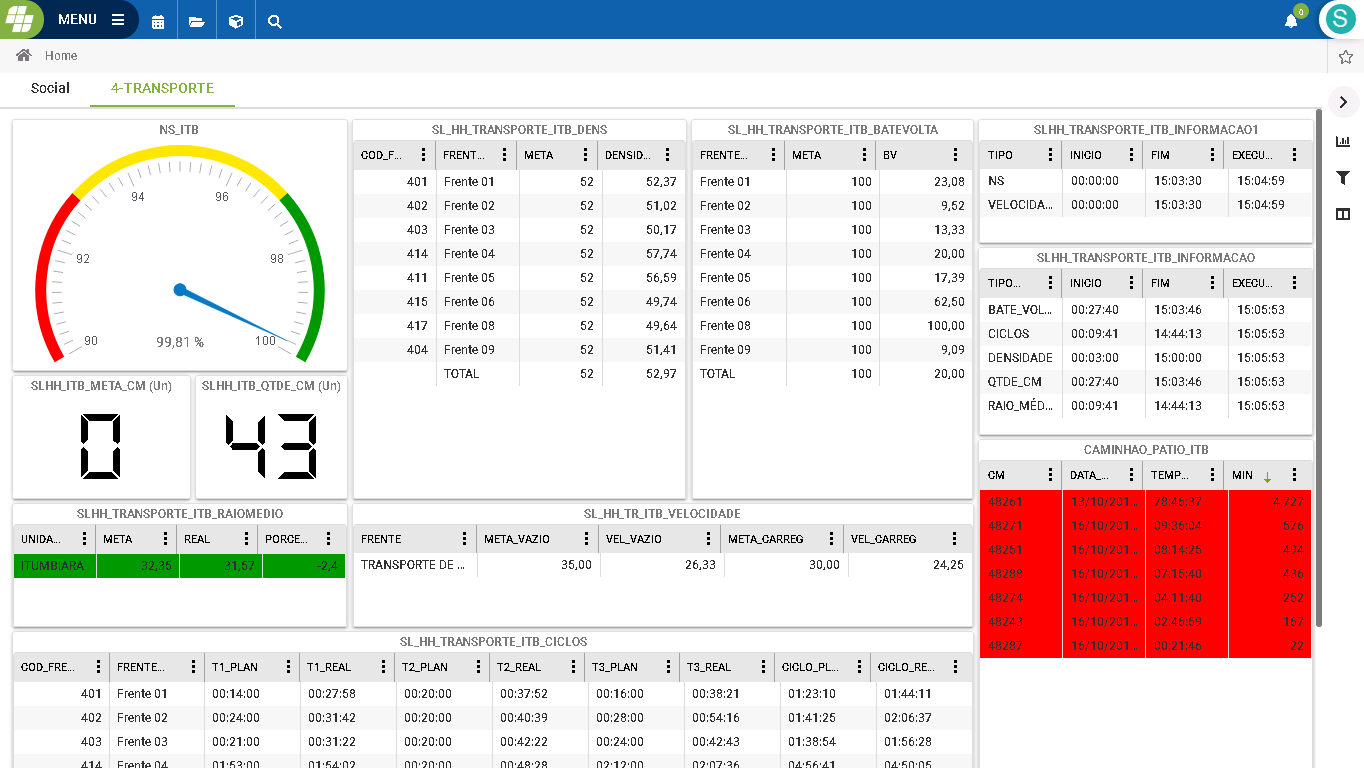 MENU
0
S
Home
Social 4-TRANSPORTE
NS_ITB
94 96
92 98
90 99,81 % 100
SLHH_ITB_META_CM (Un)
0
SLHH_ITB_QTDE_CM (Un)
43
SL_HH_TRANSPORTE_ITB_DENS
COD_F... FRENT... META DENSID...
401 Frente 01 52 52,37
402 Frente 02 52 51,02
403 Frente 03 52 50,17
414 Frente 04 52 57,74
411 Frente 05 52 56,59
415 Frente 06 52 49,74
417 Frente 08 52 49,64
404 Frente 09 52 51,41
TOTAL 52 52,97
SL_HH_TRANSPORTE_ITB_BATEVOLTA
FRENTE... META BV
Frente 01 100 23,08
Frente 02 100 9,52
Frente 03 100 13,33
Frente 04 100 20,00
Frente 05 100 17,39
Frente 06 100 62,50
Frente 08 100 100,00
Frente 09 100 9,09
TOTAL 100 20,00
SLHH_TRANSPORTE_ITB_INFORMACAO1
TIPO INICIO FIM EXECU...
NS 00:00:00 15:03:30 15:04:59
VELOCIDA... 00:00:00 15:03:30 15:04:59
SLHH_TRANSPORTE_ITB_INFORMACAO
TIPO... INICIO FIM EXECU...
BATE_VOL... 00:27:40 15:03:46 15:05:53
CICLOS 00:09:41 14:44:13 15:05:53
DENSIDADE 00:03:00 15:00:00 15:05:53
QTDE_CM 00:27:40 15:03:46 15:05:53
RAIO_MÉD... 00:09:41 14:44:13 15:05:53
CAMINHAO_PATIO_ITB
CM DATA_... TEMP... MIN
48261 13/10/201... 78:46:37 4.727
48271 16/10/201... 09:36:04 576
48251 16/10/201... 08:14:25 494
48288 16/10/201... 07:15:40 436
48274 16/10/201... 04:11:40 252
48243 16/10/201... 02:46:59 167
48287 16/10/201... 00:21:46 22
SLHH_TRANSPORTE_ITB_RAIOMEDIO
UNIDA... META REAL PORCE...
ITUMBIARA 32,35 31,57 -2,4
SL_HH_TR_ITB_VELOCIDADE
FRENTE META_VAZIO VEL_VAZIO META_CARREG VEL_CARREG
TRANSPORTE DE ... 35,00 26,33 30,00 24,25
SL_HH_TRANSPORTE_ITB_CICLOS
COD_FRE... FRENTE... T1_PLAN T1_REAL T2_PLAN T2_REAL T3_PLAN T3_REAL CICLO_PL... CICLO_RE...
401 Frente 01 00:14:00 00:27:58 00:20:00 00:37:52 00:16:00 00:38:21 01:23:10 01:44:11
402 Frente 02 00:24:00 00:31:42 00:20:00 00:40:39 00:28:00 00:54:16 01:41:25 02:06:37
403 Frente 03 00:21:00 00:31:22 00:20:00 00:42:22 00:24:00 00:42:43 01:38:54 01:56:28
414 Frente 04 01:53:00 01:54:02 00:20:00 00:48:28 02:12:00 02:07:36 04:56:41 04:50:05